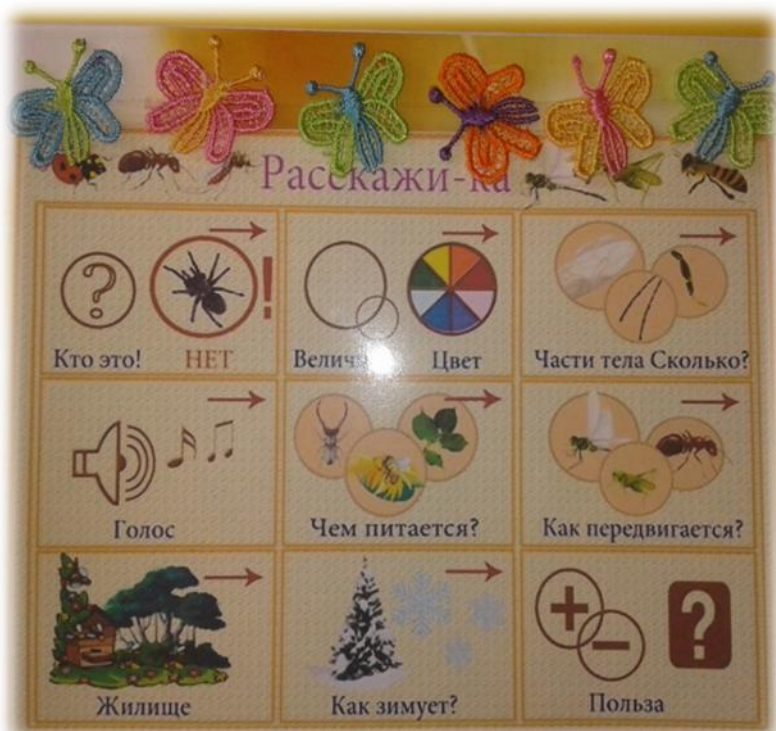 Расскажи-ка
? ! 
Кто это! НЕТ
Цвет
Части тела Сколько?
Голос
Чем питается?
Как передвигается?
Жилище
Как зимует?
+ - ?
Польза